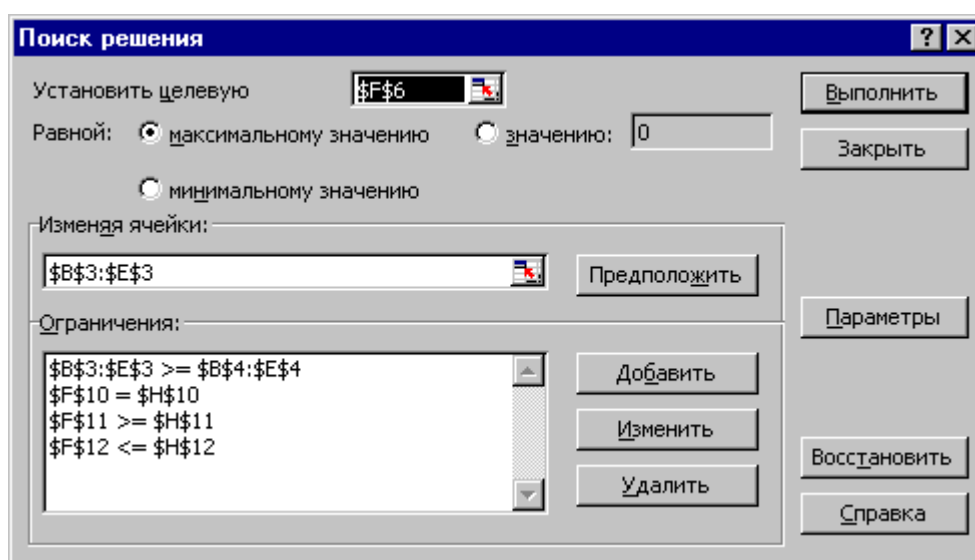 Поиск решения
Установить целевую $F$6
Выполнить
Равной: максимальному значению значению: 0
Закрыть
минимальному значению
Изменяя ячейки:
$B$3:$E$3 Предположить
Параметры
Ограничения:
$B$3:$E$3 >= $B$4:$E$4
$F$10 = $H$10
$F$11 >= $H$11
$F$12 <= $H$12
Добавить
Изменить
Удалить
Восстановить
Справка